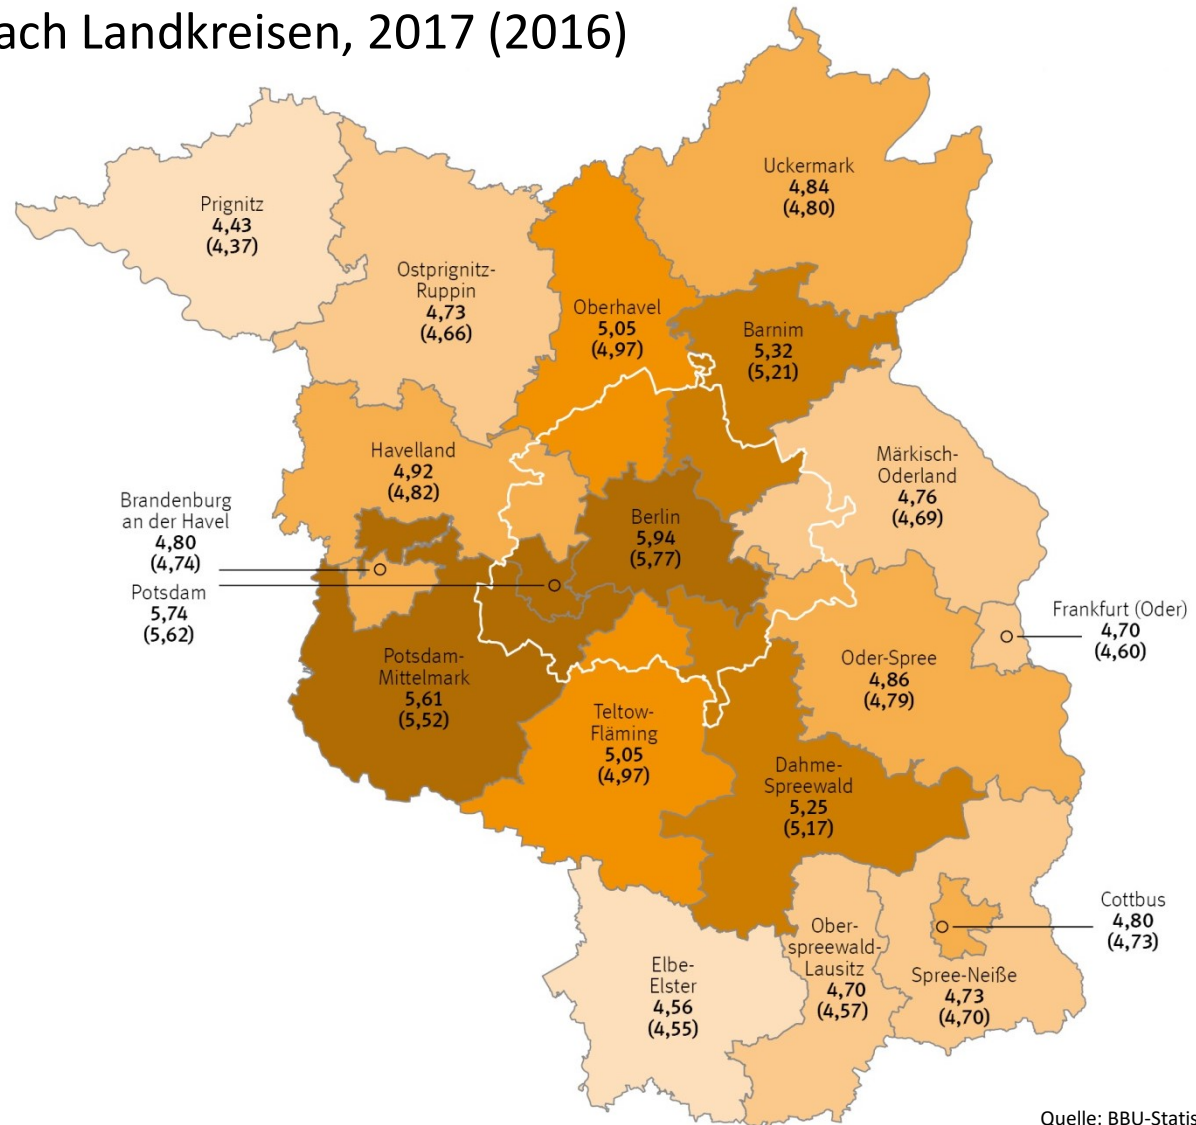 ach Landkreisen, 2017 (2016)
Uckermark
4,84
(4,80)
Prignitz
4,43
(4,37)
Ostprignitz-
Ruppin
4,73
(4,66)
Oberhavel
5,05
(4,97)
Barnim
5,32
(5,21)
Havelland
4,92
(4,82)
Märkisch-
Oderland
4,76
(4,69)
Brandenburg
an der Havel
4,80
(4,74)
Berlin
5,94
(5,77)
Potsdam
5,74
(5,62)
Frankfurt (Oder)
4,70
(4,60)
Potsdam-
Mittelmark
5,61
(5,52)
Oder-Spree
4,86
(4,79)
Teltow-
Fläming
5,05
(4,97)
Dahme-
Spreewald
5,25
(5,17)
Cottbus
4,80
(4,73)
Ober-
spreewald-
Lausitz
4,70
(4,57)
Elbe-
Elster
4,56
(4,55)
Spree-Neiße
4,73
(4,70)
Quelle: BBU-Statis